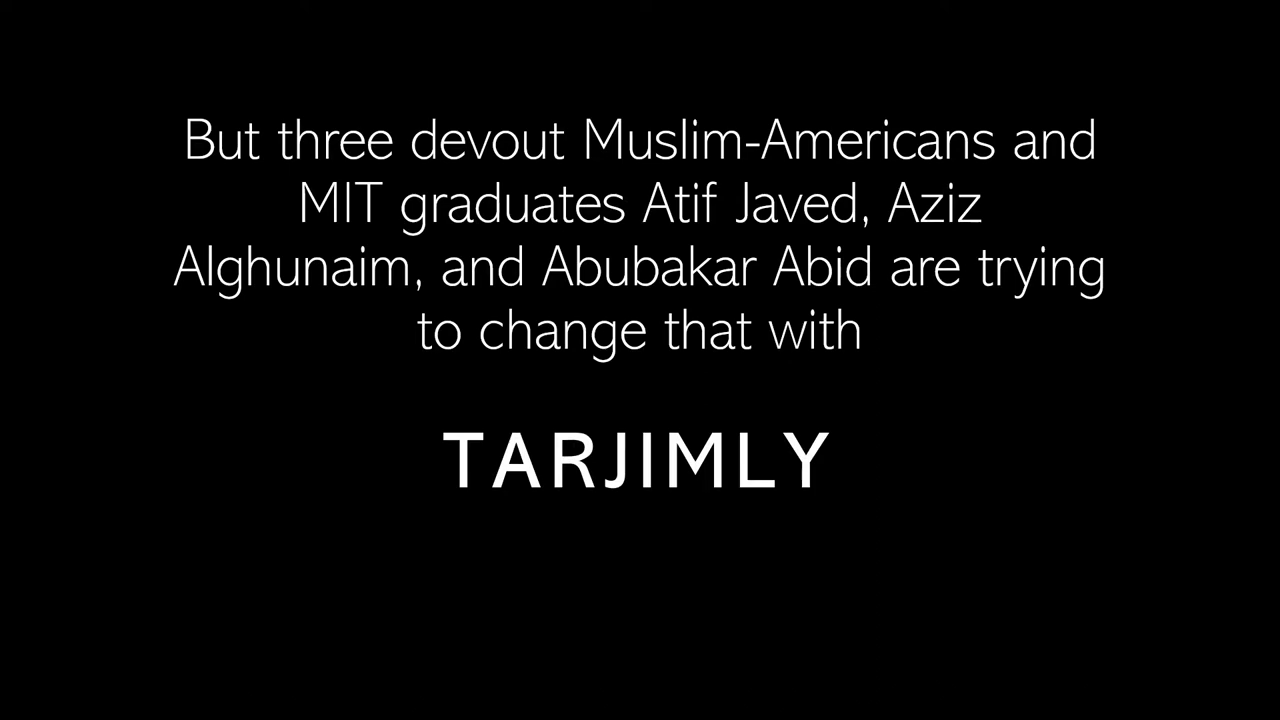 But three devout Muslim-Americans and
MIT graduates Atif Javed, Aziz
Alghunaim, and Abubakar Abid are trying
to change that with
TARJIMLY